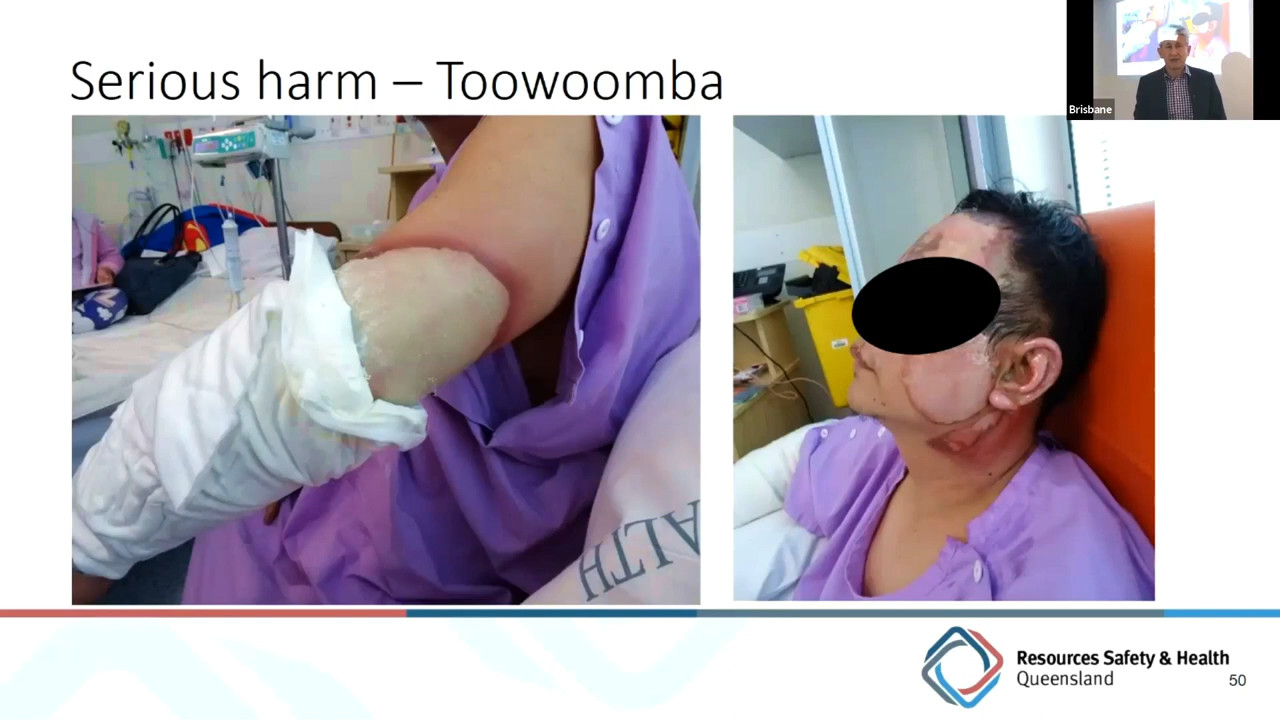 Serious harm – Toowoomba
Brisbane
ALTH
Resources Safety & Health
Queensland
50